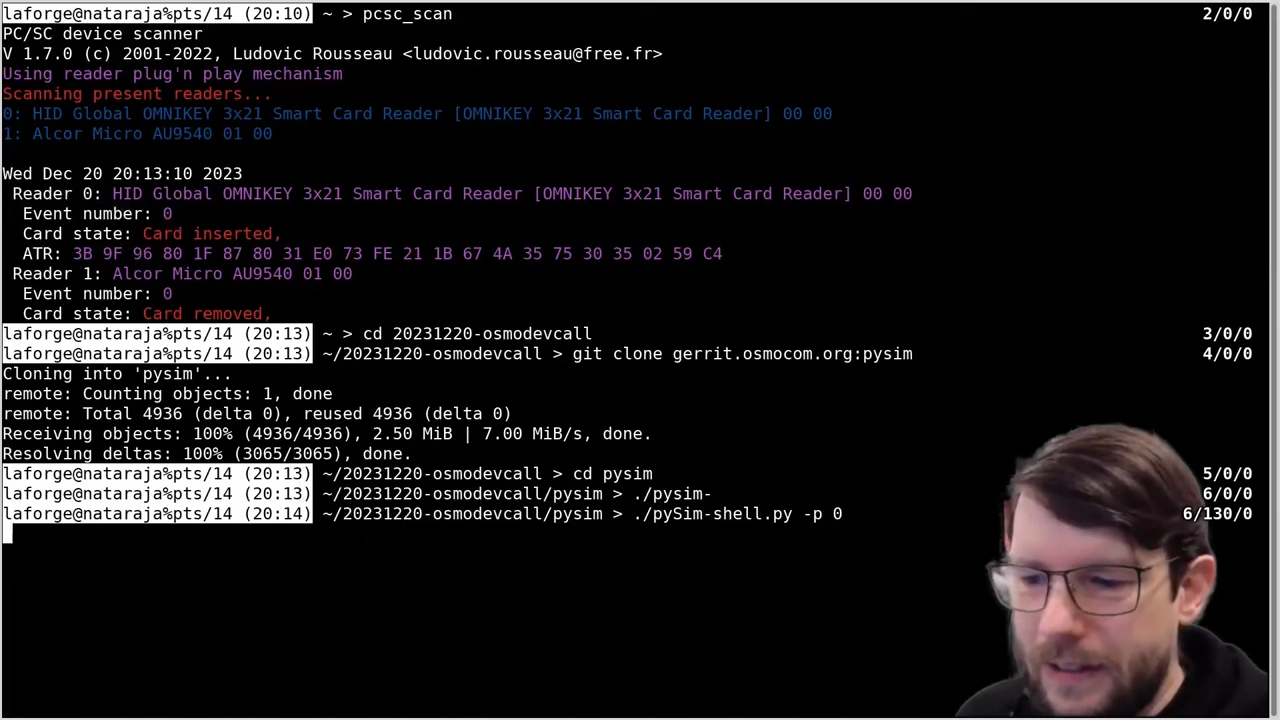 laforge@nataraja%pts/14 (20:10) ~ > pcsc_scan 2/0/0
PC/SC device scanner
V 1.7.0 (c) 2001-2022, Ludovic Rousseau <ludovic.rousseau@free.fr>
Using reader plug'n play mechanism
Scanning present readers...
0: HID Global OMNIKEY 3x21 Smart Card Reader [OMNIKEY 3x21 Smart Card Reader] 00 00
1: Alcor Micro AU9540 01 00
Wed Dec 20 20:13:10 2023
Reader 0: HID Global OMNIKEY 3x21 Smart Card Reader [OMNIKEY 3x21 Smart Card Reader] 00 00
Event number: 0
Card state: Card inserted,
ATR: 3B 9F 96 80 1F 87 80 31 E0 73 FE 21 1B 67 4A 35 75 30 35 02 59 C4
Reader 1: Alcor Micro AU9540 01 00
Event number: 0
Card state: Card removed,
laforge@nataraja%pts/14 (20:13) ~ > cd 20231220-osmodevcall 3/0/0
laforge@nataraja%pts/14 (20:13) ~/20231220-osmodevcall > git clone gerrit.osmocom.org:pysim 4/0/0
Cloning into 'pysim'...
remote: Counting objects: 1, done
remote: Total 4936 (delta 0), reused 4936 (delta 0)
Receiving objects: 100% (4936/4936), 2.50 MiB | 7.00 MiB/s, done.
Resolving deltas: 100% (3065/3065), done.
laforge@nataraja%pts/14 (20:13) ~/20231220-osmodevcall > cd pysim 5/0/0
laforge@nataraja%pts/14 (20:13) ~/20231220-osmodevcall/pysim > ./pysim- 6/0/0
laforge@nataraja%pts/14 (20:14) ~/20231220-osmodevcall/pysim > ./pySim-shell.py -p 0 6/130/0